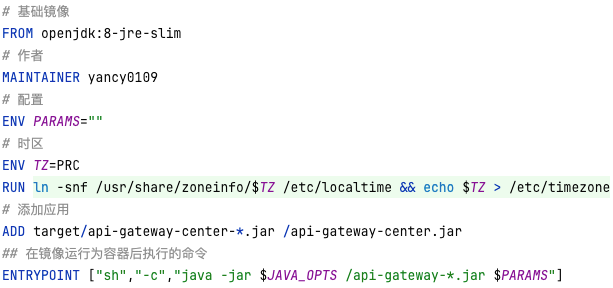 # 基础镜像
FROM openjdk:8-jre-slim
# 作者
MAINTAINER yancy0109
# 配置
ENV PARAMS=""
# 时区
ENV TZ=PRC
RUN ln -snf /usr/share/zoneinfo/$TZ /etc/localtime && echo $TZ > /etc/timezone
# 添加应用
ADD target/api-gateway-center-*.jar /api-gateway-center.jar
## 在镜像运行为容器后执行的命令
ENTRYPOINT ["sh","-c","java -jar $JAVA_OPTS /api-gateway-*.jar $PARAMS"]